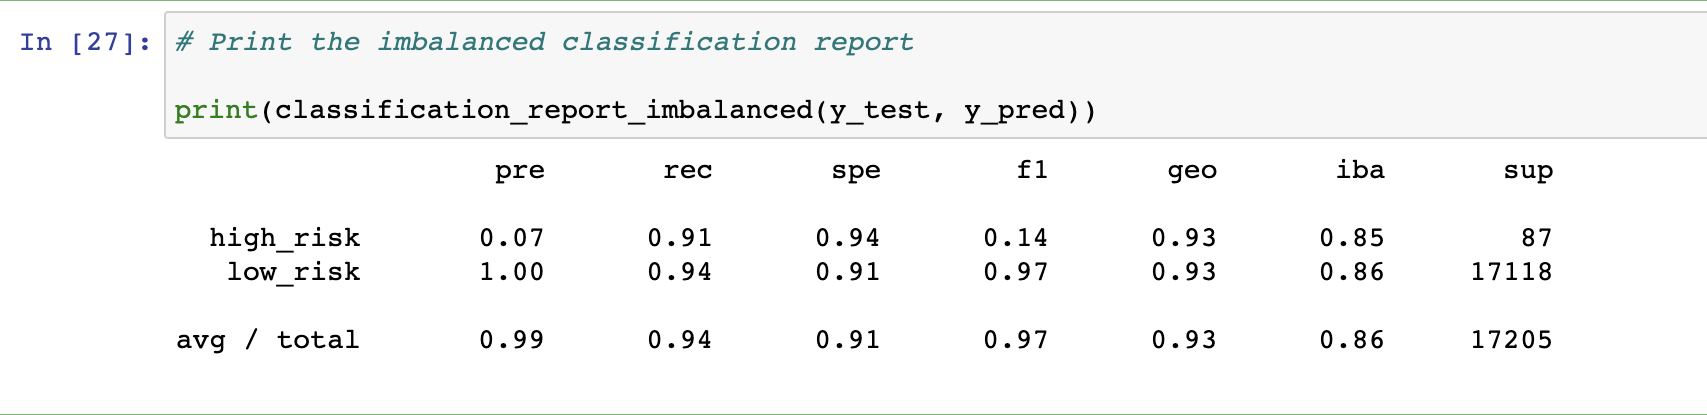 In [27]: # Print the imbalanced classification report
print(classification_report_imbalanced(y_test, y_pred))
pre rec spe f1 geo iba sup
high_risk 0.07 0.91 0.94 0.14 0.93 0.85 87
low_risk 1.00 0.94 0.91 0.97 0.93 0.86 17118
avg / total 0.99 0.94 0.91 0.97 0.93 0.86 17205